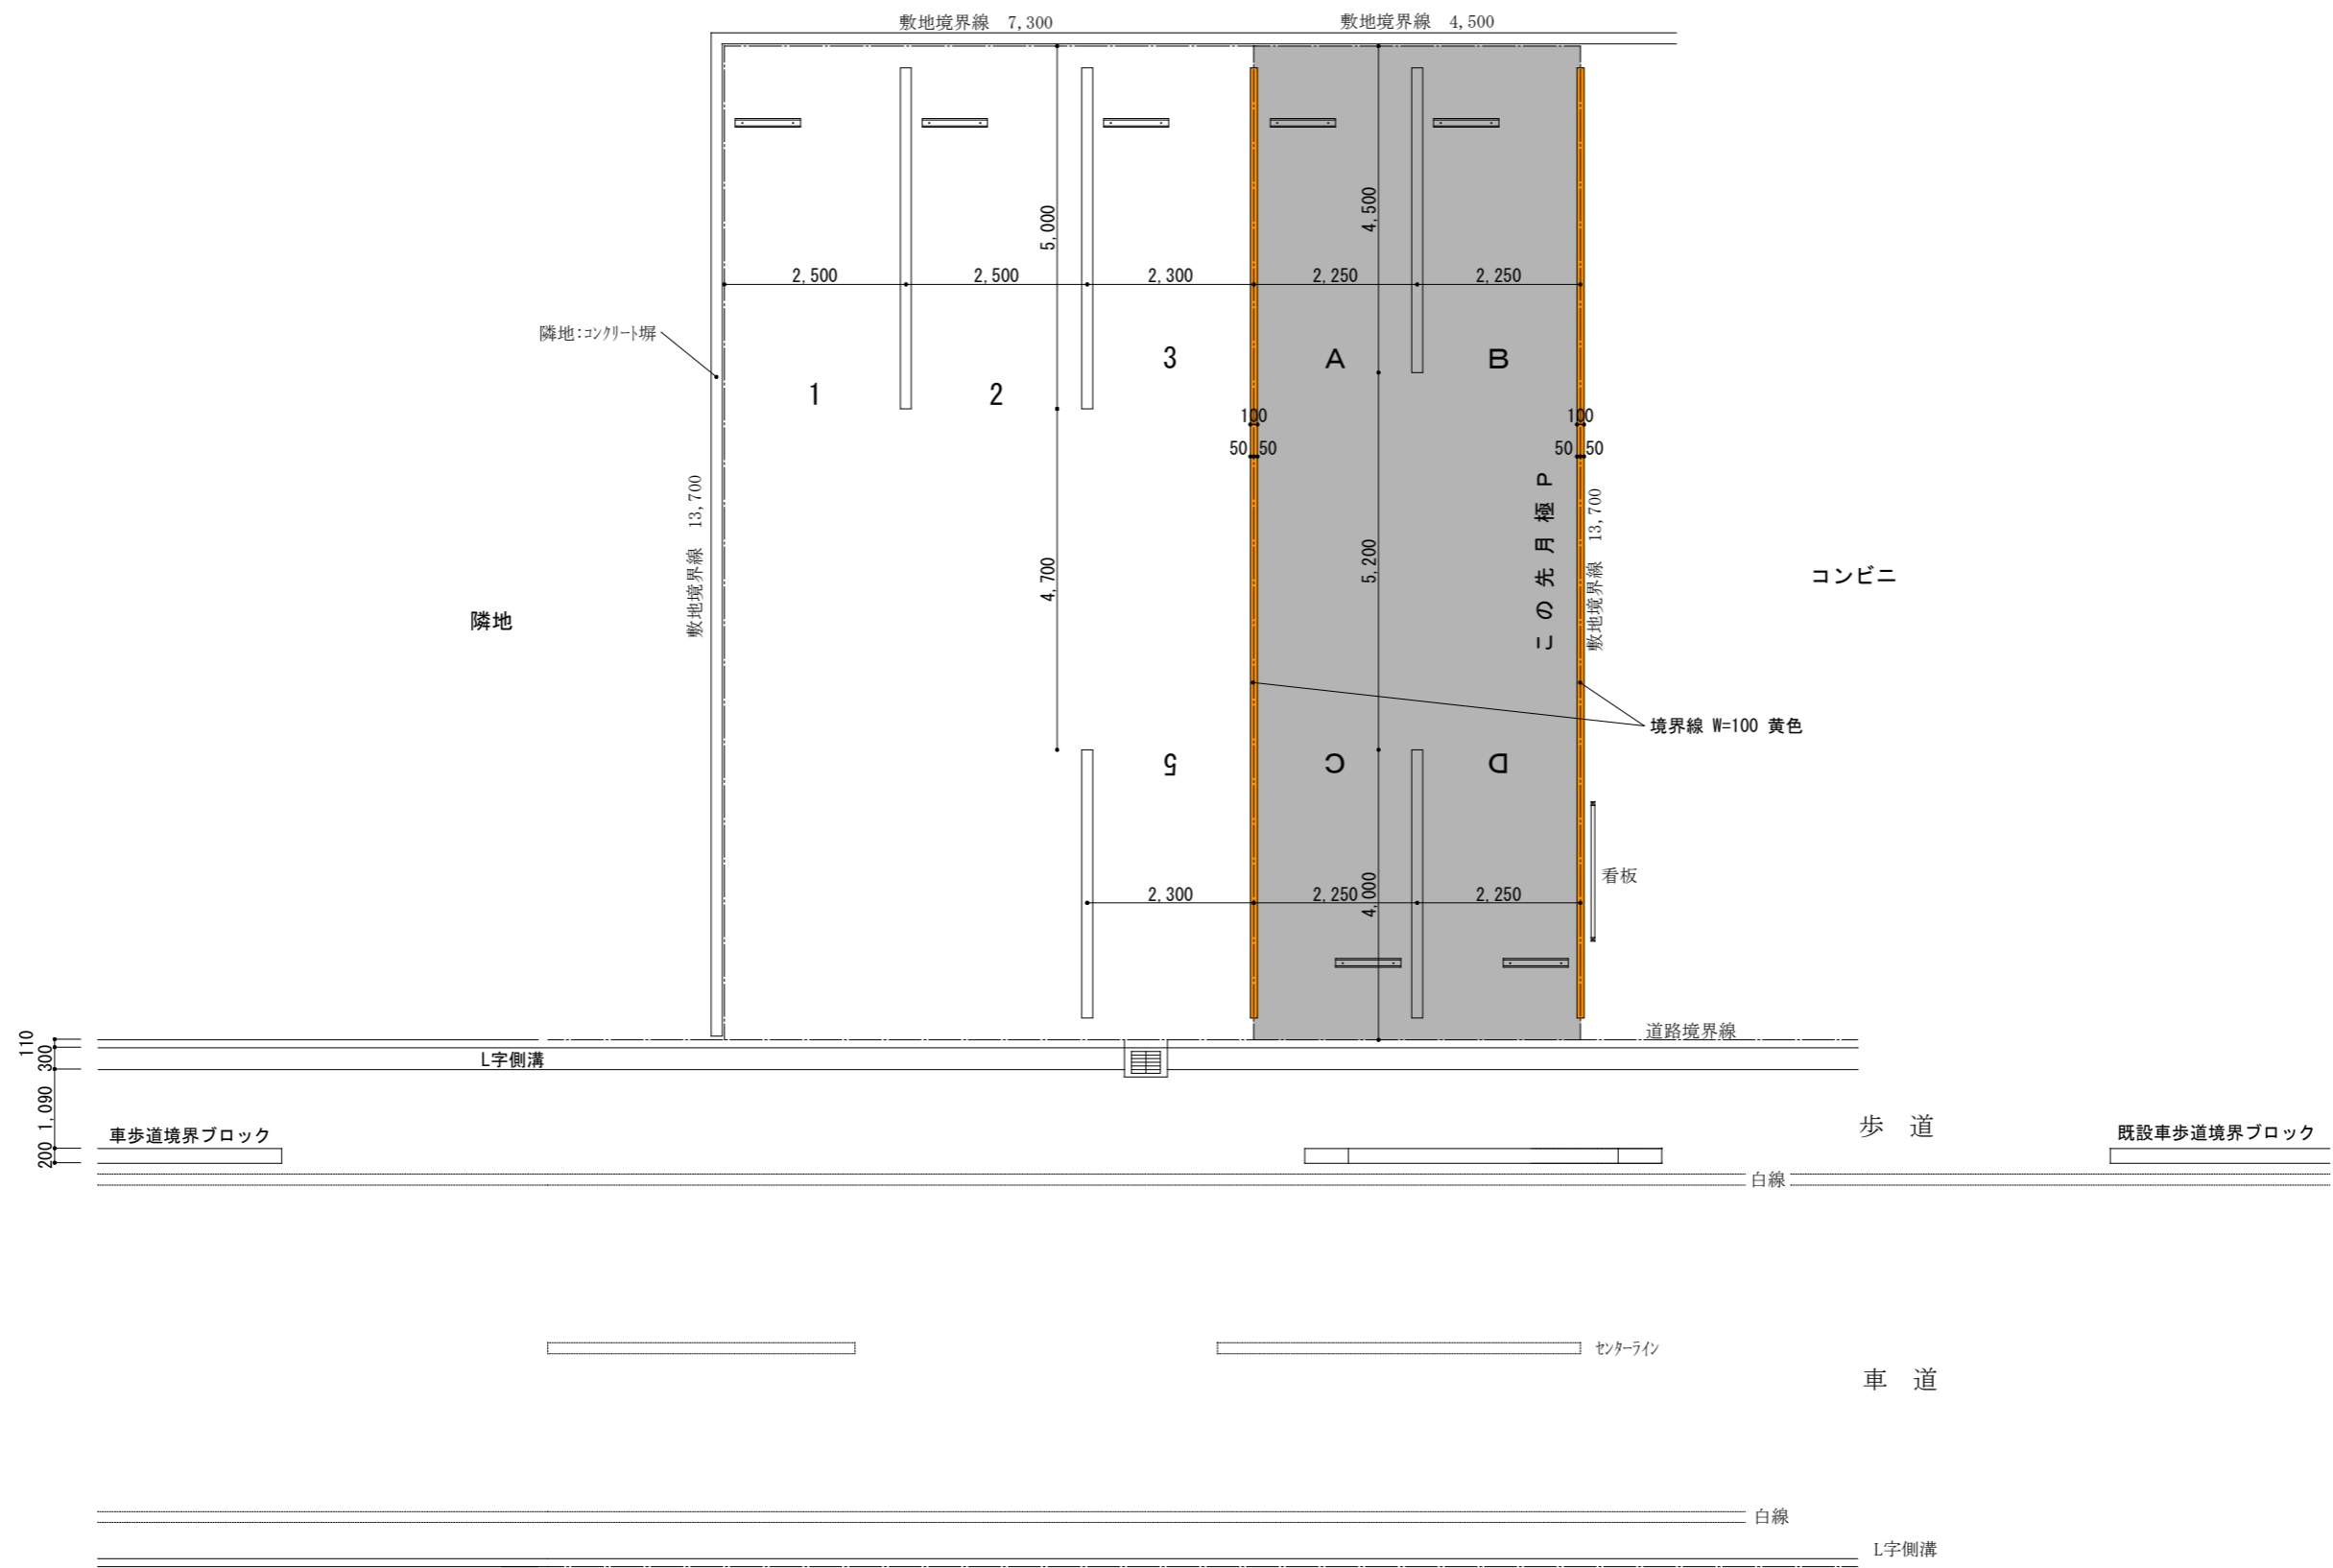 敷地境界線 7,300
敷地境界線 4,500
5,000
4,500
2,500
2,500
2,300
2,250
2,250
隣地:コンクリート塀
1
2
3
A
B
100
50 50
100
50 50
敷地境界線 13,700
4,700
5,200
この先月極P
敷地境界線 13,700
隣地
コンビニ
境界線 W=100 黄色
5
C
D
看板
2,300
2,250
4,000
2,250
道路境界線
110
300
1,090
200
L字側溝
歩 道
車歩道境界ブロック
既設車歩道境界ブロック
白線
センターライン
車 道
白線
L字側溝